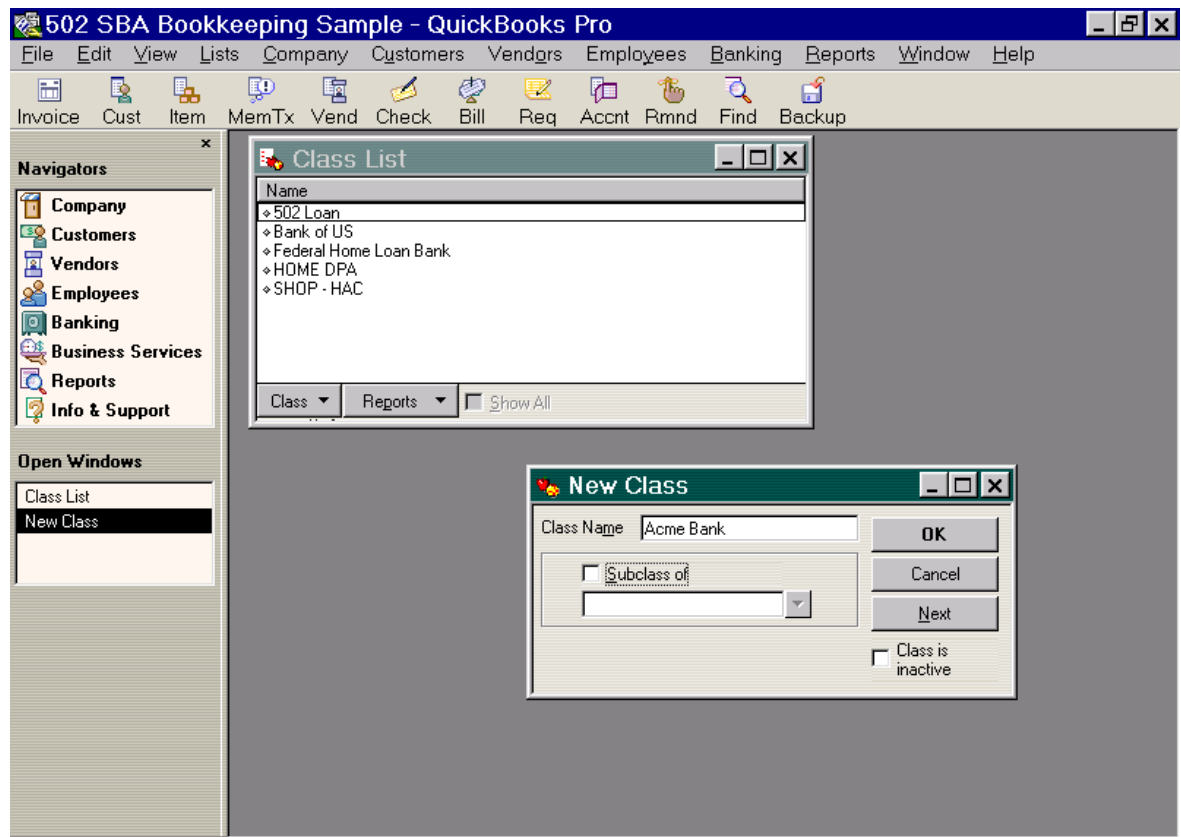 502 SBA Bookkeeping Sample - QuickBooks Pro
File Edit View Lists Company Customers Vendors Employees Banking Reports Window Help
Invoice Cust Item MemTx Vend Check Bill Req Accnt Rmnd Find Backup
Navigators
Company
Customers
Vendors
Employees
Banking
Business Services
Reports
Info & Support
Open Windows
Class List
New Class
Class List
Name
502 Loan
Bank of US
Federal Home Loan Bank
HOME DPA
SHOP - HAC
Class Reports Show All
New Class
Class Name Acme Bank
OK
Subclass of
Cancel
Next
Class is
inactive